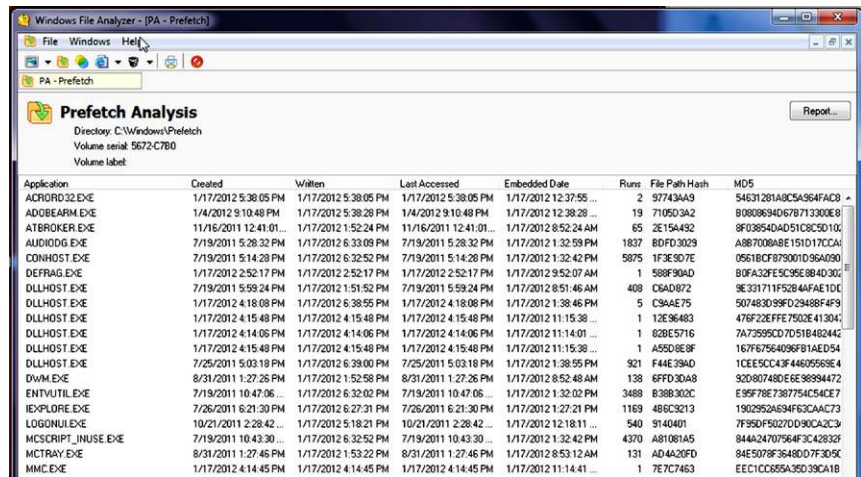 Windows File Analyzer - [PA - Prefetch]
File Windows Help
PA - Prefetch
Prefetch Analysis
Report...
Directory: C:\Windows\Prefetch
Volume serial: 5672-C7B0
Volume label:
Application Created Written Last Accessed Embedded Date Runs File Path Hash MD5
ACRORD32.EXE 1/17/2012 5:38:05 PM 1/17/2012 5:38:05 PM 1/17/2012 5:38:05 PM 1/17/2012 12:37:55 ... 2 97743AA9 54631281A8C5A964FAC8
ADOBEARM.EXE 1/4/2012 9:10:48 PM 1/17/2012 5:38:28 PM 1/4/2012 9:10:48 PM 1/17/2012 12:38:28 ... 19 7105D3A2 B0808694D67B713300E8
ATBROKER.EXE 11/16/2011 12:41:01... 1/17/2012 1:52:24 PM 11/16/2011 12:41:01... 1/17/2012 8:52:24 AM 65 2E15A492 8F03854DAD51C8C5D102
AUDIODG.EXE 7/19/2011 5:28:32 PM 1/17/2012 6:33:09 PM 7/19/2011 5:28:32 PM 1/17/2012 1:32:59 PM 1837 BDFD3029 A8B7008ABE151D17CCA
CONHOST.EXE 7/19/2011 5:14:28 PM 1/17/2012 6:32:52 PM 7/19/2011 5:14:28 PM 1/17/2012 1:32:42 PM 5875 1F3E9D7E 0561BCF879001D96A090
DEFRAG.EXE 1/17/2012 2:52:17 PM 1/17/2012 2:52:17 PM 1/17/2012 2:52:17 PM 1/17/2012 9:52:07 AM 1 588F90AD B0FA32FE5C95E8B4D302
DLLHOST.EXE 7/19/2011 5:59:24 PM 1/17/2012 1:51:52 PM 7/19/2011 5:59:24 PM 1/17/2012 8:51:46 AM 408 C6AD872 9E331711F52B4AFAE1DD
DLLHOST.EXE 1/17/2012 4:18:08 PM 1/17/2012 6:38:55 PM 1/17/2012 4:18:08 PM 1/17/2012 1:38:46 PM 5 C9AAE75 507483D99FD2948BF4F9
DLLHOST.EXE 1/17/2012 4:15:48 PM 1/17/2012 4:15:48 PM 1/17/2012 4:15:48 PM 1/17/2012 11:15:38 ... 1 12E96483 476F22EFFE7502E41304
DLLHOST.EXE 1/17/2012 4:14:06 PM 1/17/2012 4:14:06 PM 1/17/2012 4:14:06 PM 1/17/2012 11:14:01 ... 1 82BE5716 7A73595CD7D51B482442
DLLHOST.EXE 1/17/2012 4:15:48 PM 1/17/2012 4:15:48 PM 1/17/2012 4:15:48 PM 1/17/2012 11:15:38 ... 1 A55D8E8F 167F67564096FB1AED54
DLLHOST.EXE 7/25/2011 5:03:18 PM 1/17/2012 6:39:00 PM 7/25/2011 5:03:18 PM 1/17/2012 1:38:55 PM 921 F44E39AD 1CEE5CC43F44605569E4
DWM.EXE 8/31/2011 1:27:26 PM 1/17/2012 1:52:58 PM 8/31/2011 1:27:26 PM 1/17/2012 8:52:48 AM 138 6FFD3DA8 92D80748DE6E98994472
ENTVUTIL.EXE 7/19/2011 10:47:06 ... 1/17/2012 6:32:02 PM 7/19/2011 10:47:06 ... 1/17/2012 1:32:02 PM 3488 B38B302C E95F78E7387754C54CE7
IEXPLORE.EXE 7/26/2011 6:21:30 PM 1/17/2012 6:27:31 PM 7/26/2011 6:21:30 PM 1/17/2012 1:27:21 PM 1169 4B6C9213 1902952A694F63CAAC73
LOGONUI.EXE 10/21/2011 2:28:42 ... 1/17/2012 5:18:21 PM 10/21/2011 2:28:42 ... 1/17/2012 12:18:11 ... 540 9140401 7F95DF5027DD90CA2C3
MCSCRIPT_INUSE.EXE 7/19/2011 10:43:30 ... 1/17/2012 6:32:52 PM 7/19/2011 10:43:30 ... 1/17/2012 1:32:42 PM 4370 A81081A5 844A24707564F3C42832F
MCTRAY.EXE 8/31/2011 1:27:46 PM 1/17/2012 1:53:22 PM 8/31/2011 1:27:46 PM 1/17/2012 8:53:12 AM 131 AD4A20FD 84E5078F3648DD7F3D5C
MMC.EXE 1/17/2012 4:14:45 PM 1/17/2012 4:14:45 PM 1/17/2012 4:14:45 PM 1/17/2012 11:14:41 ... 1 7E7C7463 EEC1CC655A35D39CA1B